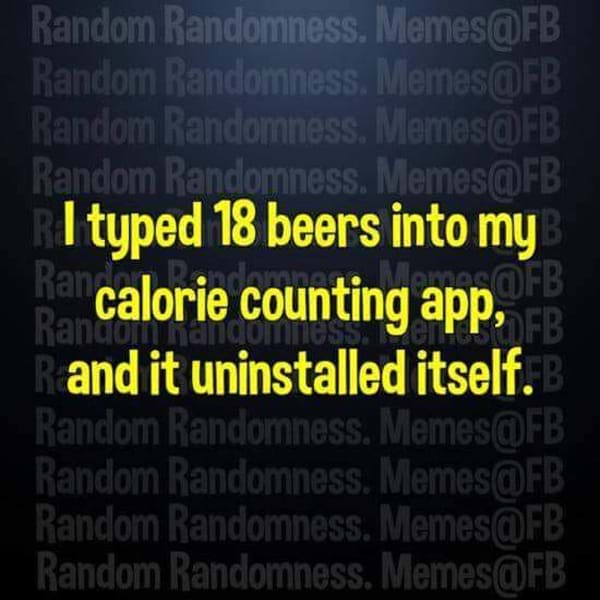 Random Randomness. Memes@FB
Random Randomness. Memes@FB
Random Randomness. Memes@FB
Random Randomness. Memes@FB
I typed 18 beers into my
calorie counting app,
and it uninstalled itself.
Random Randomness. Memes@FB
Random Randomness. Memes@FB
Random Randomness. Memes@FB
Random Randomness. Memes@FB